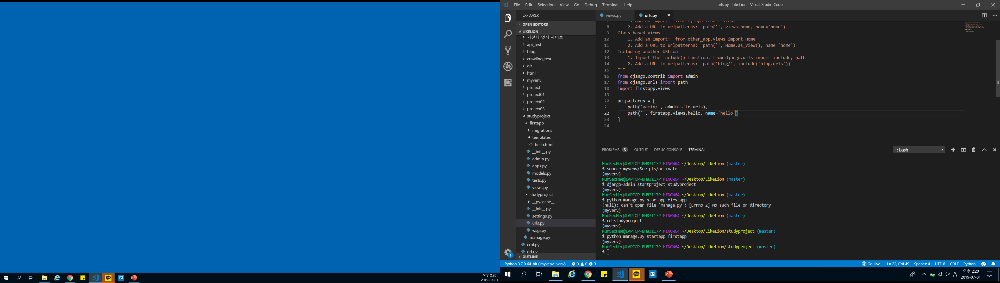 오후 2:20
2019-07-01
File Edit Selection View Go Debug Terminal Help
urls.py - LikeLion - Visual Studio Code
EXPLORER
OPEN EDITORS
LIKELION
가천대 멋사 사이트
api_test
blog
crawling_test
git
html
myvenv
project
project01
project02
project03
studyproject
firstapp
migrations
templates
hello.html
__init__.py
admin.py
apps.py
models.py
tests.py
views.py
studyproject
__pycache__
__init__.py
settings.py
urls.py
wsgi.py
manage.py
crol.py
dd.py
OUTLINE
views.py urls.py
7 1. Add an import:  from my_app import views
8 2. Add a URL to urlpatterns:  path('', views.home, name='home')
9 Class-based views
10 1. Add an import:  from other_app.views import Home
11 2. Add a URL to urlpatterns:  path('', Home.as_view(), name='home')
12 Including another URLconf
13 1. Import the include() function: from django.urls import include, path
14 2. Add a URL to urlpatterns:  path('blog/', include('blog.urls'))
15 """
16 from django.contrib import admin
17 from django.urls import path
18 import firstapp.views
19
20 urlpatterns = [
21 path('admin/', admin.site.urls),
22 path('', firstapp.views.hello, name='hello')
23 ]
24
PROBLEMS 3 OUTPUT DEBUG CONSOLE TERMINAL
1: bash
MunSeoHee@LAPTOP-BH83117P MINGW64 ~/Desktop/LikeLion (master)
$ source myvenv/Scripts/activate
(myvenv)
MunSeoHee@LAPTOP-BH83117P MINGW64 ~/Desktop/LikeLion (master)
$ django-admin startproject studyproject
(myvenv)
MunSeoHee@LAPTOP-BH83117P MINGW64 ~/Desktop/LikeLion (master)
$ python manage.py startapp firstapp
(null): can't open file 'manage.py': [Errno 2] No such file or directory
(myvenv)
MunSeoHee@LAPTOP-BH83117P MINGW64 ~/Desktop/LikeLion (master)
$ cd studyproject
(myvenv)
MunSeoHee@LAPTOP-BH83117P MINGW64 ~/Desktop/LikeLion/studyproject (master)
$ python manage.py startapp firstapp
(myvenv)
MunSeoHee@LAPTOP-BH83117P MINGW64 ~/Desktop/LikeLion/studyproject (master)
$
1
Python 3.7.0 64-bit ('myvenv': venv) 0 0 3
Go Live Ln 22, Col 49 Spaces: 4 UTF-8 CRLF Python
TALK
A
오후 2:20
2019-07-01